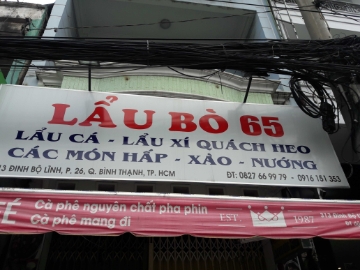 LẨU BÒ 65
LẨU CÁ - LẨU XÍ QUÁCH HEO
CÁC MÓN HẤP - XÀO - NƯỚNG
ĐINH BỘ LĨNH, P. 26, Q. BÌNH THẠNH, TP. HCM ĐT: 0827 66 99 79 - 0916 151 353
Cà phê nguyên chất pha phin EST. 1987
Cà phê mang đi